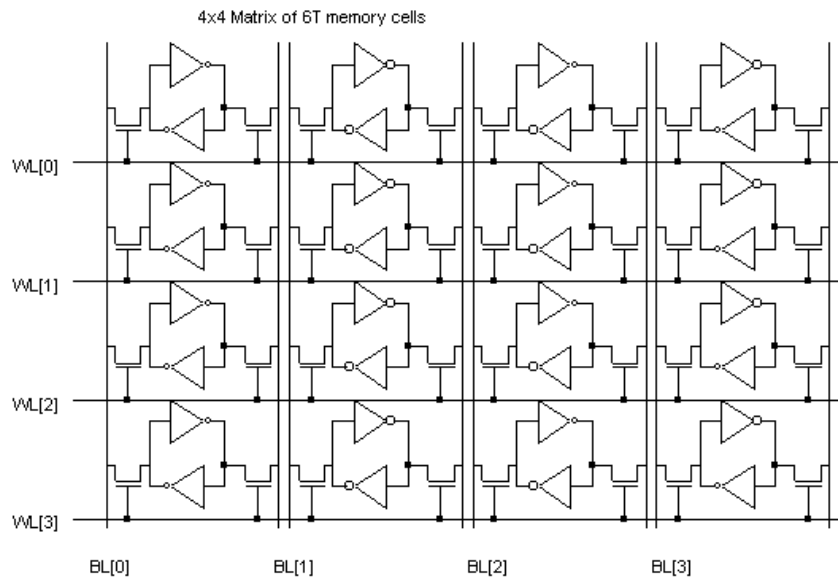 4x4 Matrix of 6T memory cells
WL[0]
WL[1]
WL[2]
WL[3]
BL[0] BL[1] BL[2] BL[3]